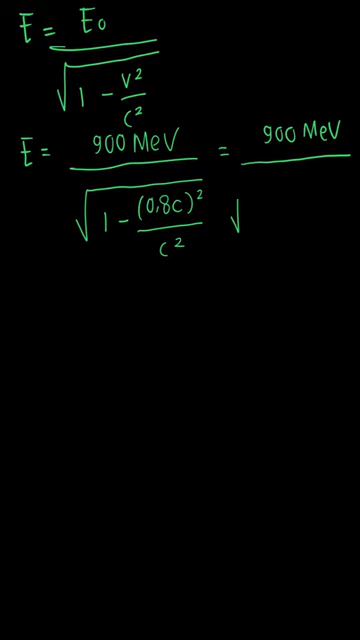 E = E₀ / √(1 − v²/c²)
E = 900 MeV / √(1 − (0,8c)²/c²) = 900 MeV / √